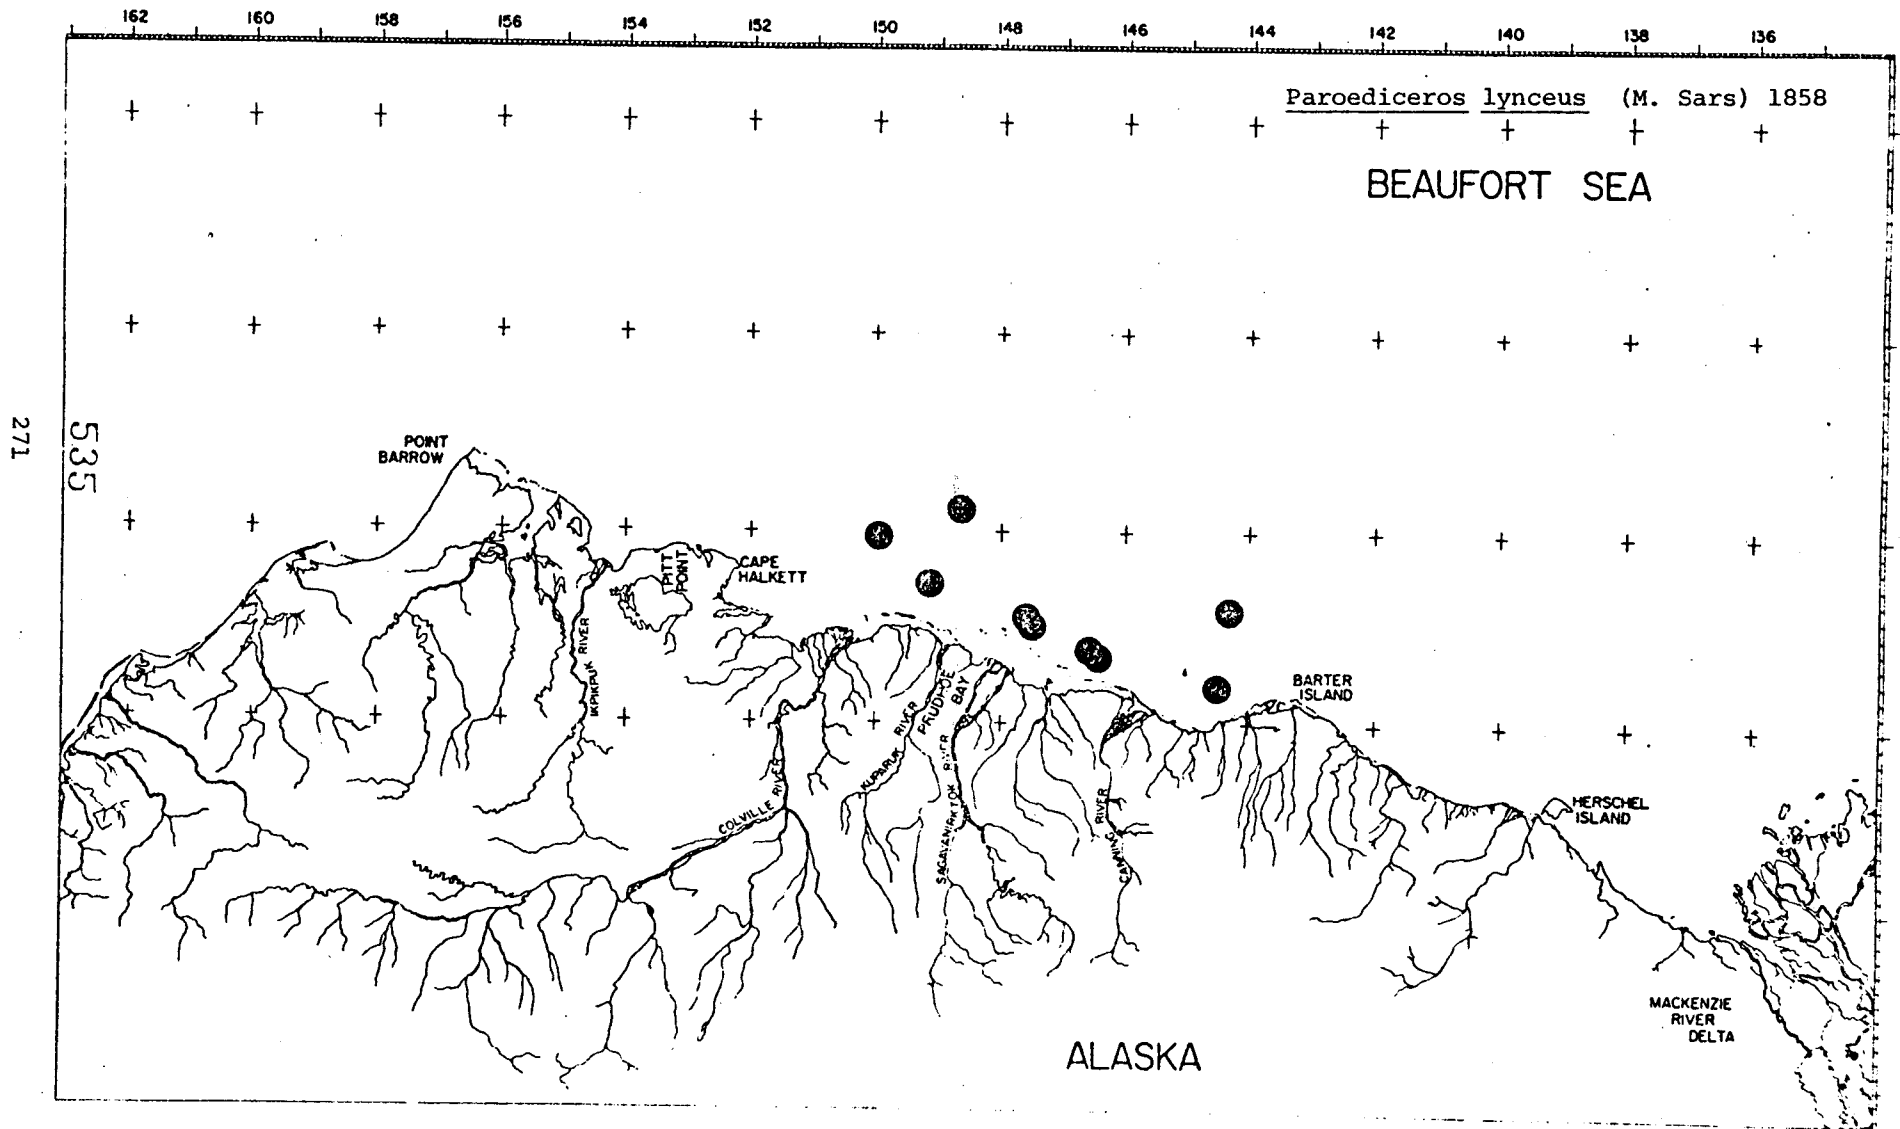 162 160 158 156 154 152 150 148 146 144 142 140 138 136
Paroediceros lynceus (M. Sars) 1858
BEAUFORT SEA
271
535
POINT
BARROW
PITT
POINT
CAPE
HALKETT
IKPIKPUK RIVER
COLVILLE RIVER
KUPARUK RIVER
PRUDHOE
BAY
SAGAVANIRKTOK RIVER
CANNING RIVER
BARTER
ISLAND
HERSCHEL
ISLAND
MACKENZIE
RIVER
DELTA
ALASKA